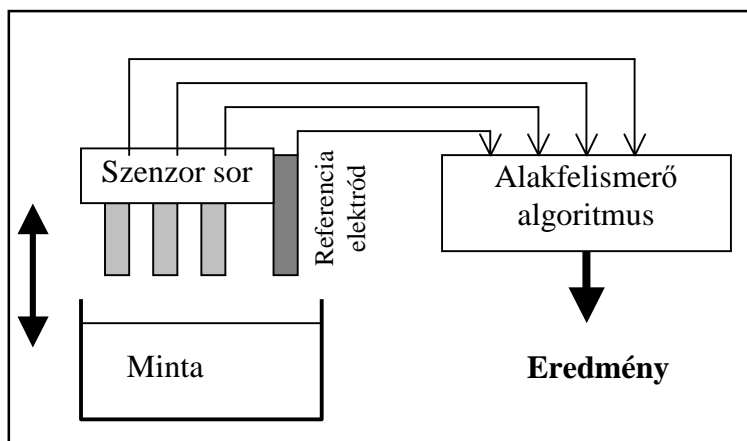 Szenzor sor
Referencia
elektród
Alakfelismerő
algoritmus
Minta
Eredmény